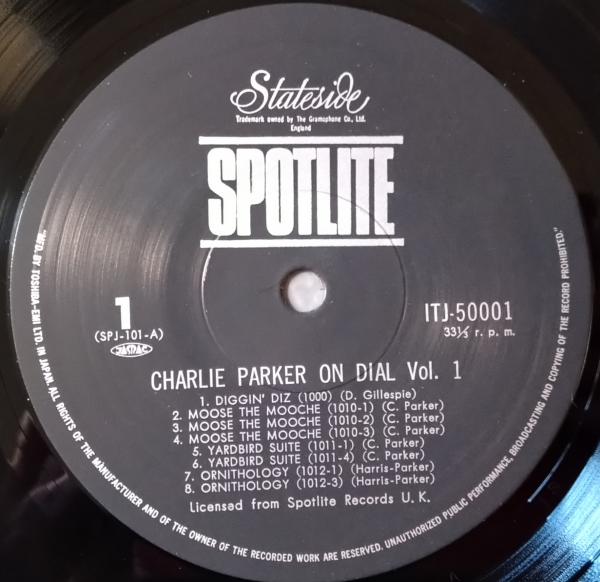 Stateside
Trademark owned by The Gramophone Co., Ltd.
England
SPOTLITE
1
(SPJ-101-A)
JASRAC
ITJ-50001
33⅓ r. p. m.
CHARLIE PARKER ON DIAL Vol. 1
1. DIGGIN' DIZ (1000) (D. Gillespie)
2. MOOSE THE MOOCHE (1010-1) (C. Parker)
3. MOOSE THE MOOCHE (1010-2) (C. Parker)
4. MOOSE THE MOOCHE (1010-3) (C. Parker)
5. YARDBIRD SUITE (1011-1) (C. Parker)
6. YARDBIRD SUITE (1011-4) (C. Parker)
7. ORNITHOLOGY (1012-1) (Harris-Parker)
8. ORNITHOLOGY (1012-3) (Harris-Parker)
Licensed from Spotlite Records U. K.
"MF'D. BY TOSHIBA-EMI LTD. IN JAPAN. ALL RIGHTS OF THE MANUFACTURER AND OF THE OWNER OF THE RECORDED WORK ARE RESERVED. UNAUTHORIZED PUBLIC PERFORMANCE, BROADCASTING AND COPYING OF THE RECORD PROHIBITED."